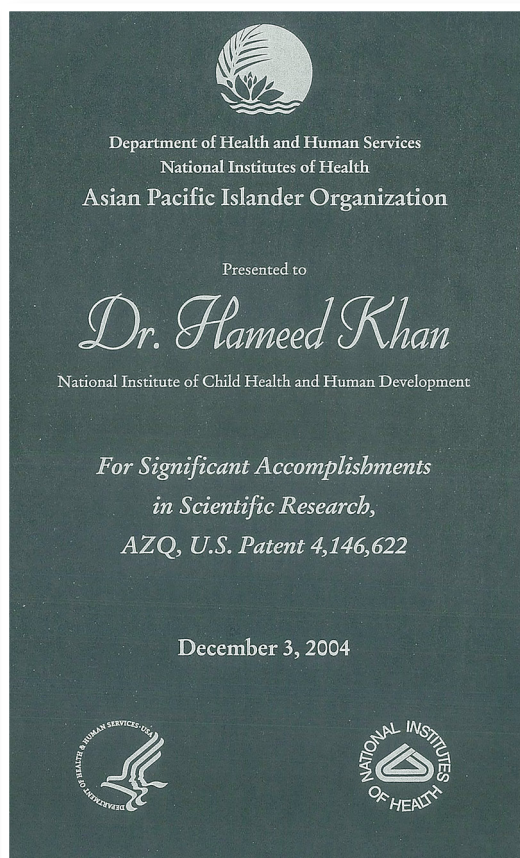 Department of Health and Human Services
National Institutes of Health
Asian Pacific Islander Organization
Presented to
Dr. Hameed Khan
National Institute of Child Health and Human Development
For Significant Accomplishments
in Scientific Research,
AZQ, U.S. Patent 4,146,622
December 3, 2004
DEPARTMENT OF HEALTH & HUMAN SERVICES·USA
NATIONAL INSTITUTES
OF HEALTH